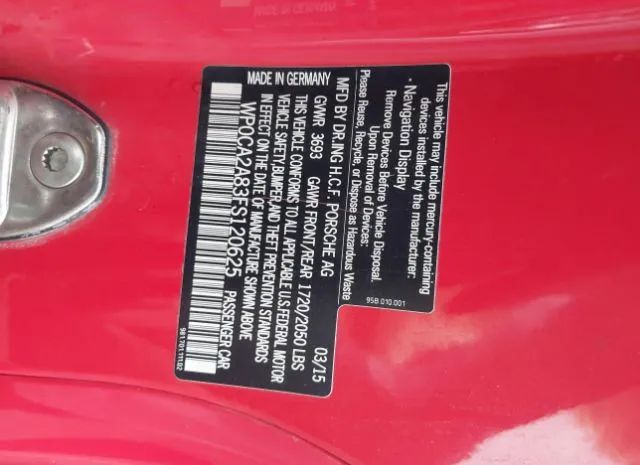 This vehicle may include mercury-containing
devices installed by the manufacturer:
· Navigation Display
Remove Devices Before Vehicle Disposal.
Upon Removal of Devices
Please Reuse, Recycle, or Dispose as Hazardous Waste
95B 010 001
MFD BY DR.ING H.C.F. PORSCHE AG 03/15
GVWR 3693 GAWR FRONT/REAR 1720/2050 LBS
THIS VEHICLE CONFORMS TO ALL APPLICABLE U.S. FEDERAL MOTOR
VEHICLE SAFETY, BUMPER, AND THEFT PREVENTION STANDARDS
IN EFFECT ON THE DATE OF MANUFACTURE SHOWN ABOVE
WP0CA2A83FS120625 PASSENGER CAR
MADE IN GERMANY